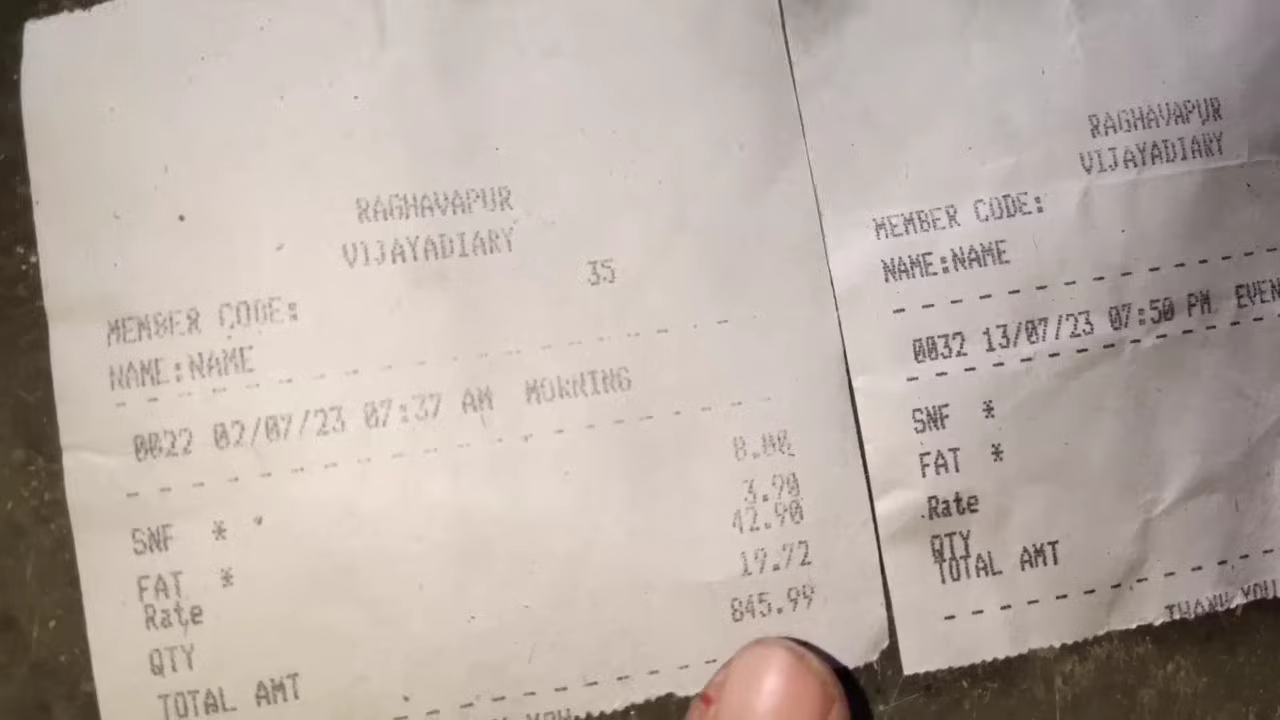 RAGHAVAPUR
VIJAYADIARY
MEMBER CODE: 35
NAME:NAME
0022 02/07/23 07:37 AM MORNING
SNF * 8.00
FAT * 3.90
Rate 42.90
QTY 19.72
TOTAL AMT 845.99
YOU
RAGHAVAPUR
VIJAYADIARY
MEMBER CODE:
NAME:NAME
0032 13/07/23 07:50 PM EVEN
SNF *
FAT *
Rate
QTY
TOTAL AMT
THANK YOU